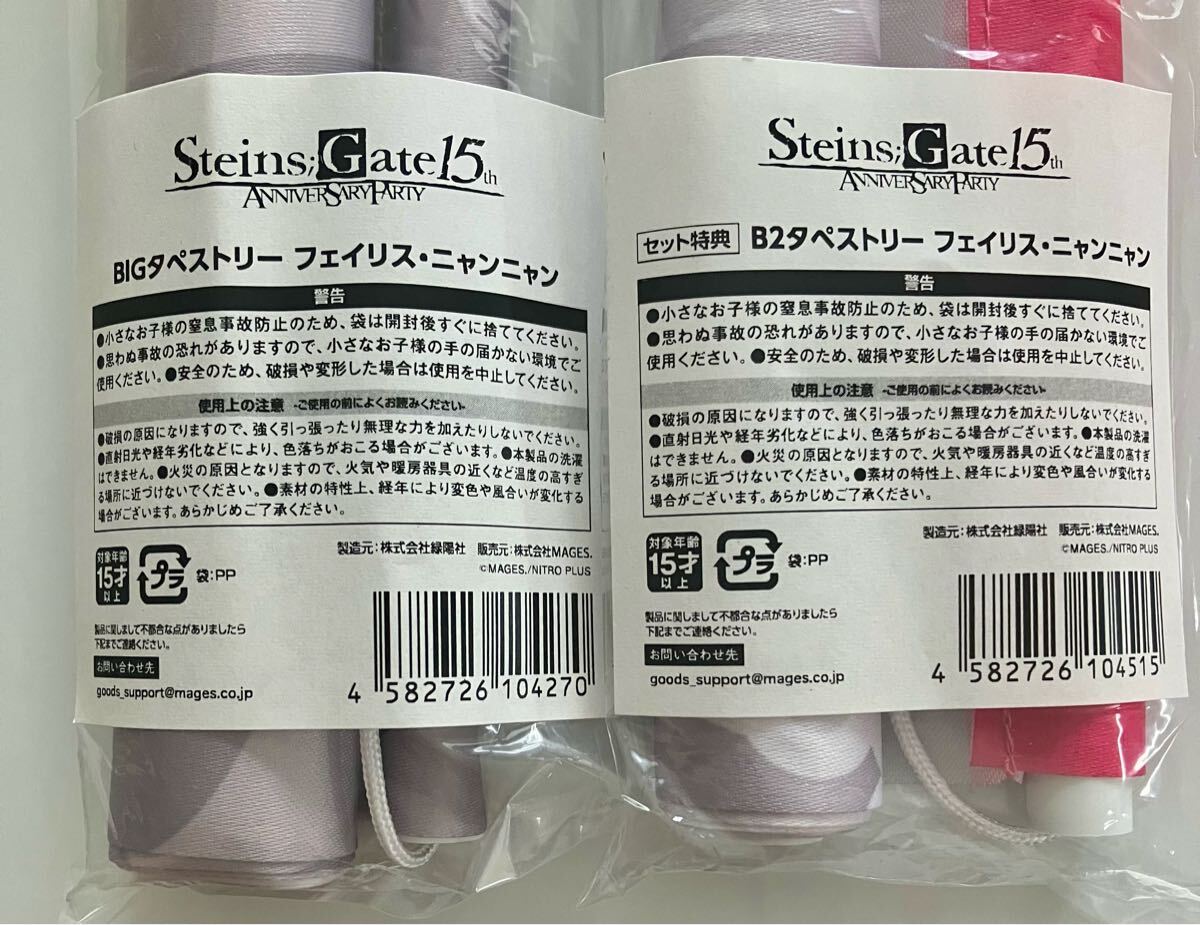 Steins;Gate 15th
ANNIVERSARY PARTY
BIGタペストリー フェイリス・ニャンニャン
警告
●小さなお子様の窒息事故防止のため、袋は開封後すぐに捨ててください。
●思わぬ事故の恐れがありますので、小さなお子様の手の届かない環境でご
使用ください。●安全のため、破損や変形した場合は使用を中止してください。
使用上の注意 -ご使用の前によくお読みください-
●破損の原因になりますので、強く引っ張ったり無理な力を加えたりしないでください。
●直射日光や経年劣化などにより、色落ちがおこる場合がございます。●本製品の洗濯
はできません。●火災の原因となりますので、火気や暖房器具の近くなど温度の高すぎ
る場所に近づけないでください。●素材の特性上、経年により変色や風合いが変化する
場合がございます。あらかじめご了承ください。
対象年齢
15才
以上
プラ
袋:PP
製造元:株式会社緑陽社 販売元:株式会社MAGES.
©MAGES./NITRO PLUS
製品に関しまして不都合な点がありましたら
下記までご連絡ください。
お問い合わせ先
goods_support@mages.co.jp
4 582726 104270
Steins;Gate 15th
ANNIVERSARY PARTY
セット特典 B2タペストリー フェイリス・ニャンニャン
警告
●小さなお子様の窒息事故防止のため、袋は開封後すぐに捨ててください。
●思わぬ事故の恐れがありますので、小さなお子様の手の届かない環境でご
使用ください。●安全のため、破損や変形した場合は使用を中止してください。
使用上の注意 -ご使用の前によくお読みください-
●破損の原因になりますので、強く引っ張ったり無理な力を加えたりしないでください。
●直射日光や経年劣化などにより、色落ちがおこる場合がございます。●本製品の洗濯
はできません。●火災の原因となりますので、火気や暖房器具の近くなど温度の高すぎ
る場所に近づけないでください。●素材の特性上、経年により変色や風合いが変化する
場合がございます。あらかじめご了承ください。
対象年齢
15才
以上
プラ
袋:PP
製造元:株式会社緑陽社 販売元:株式会社MAGES.
©MAGES./NITRO PLUS
製品に関しまして不都合な点がありましたら
下記までご連絡ください。
お問い合わせ先
goods_support@mages.co.jp
4 582726 104515